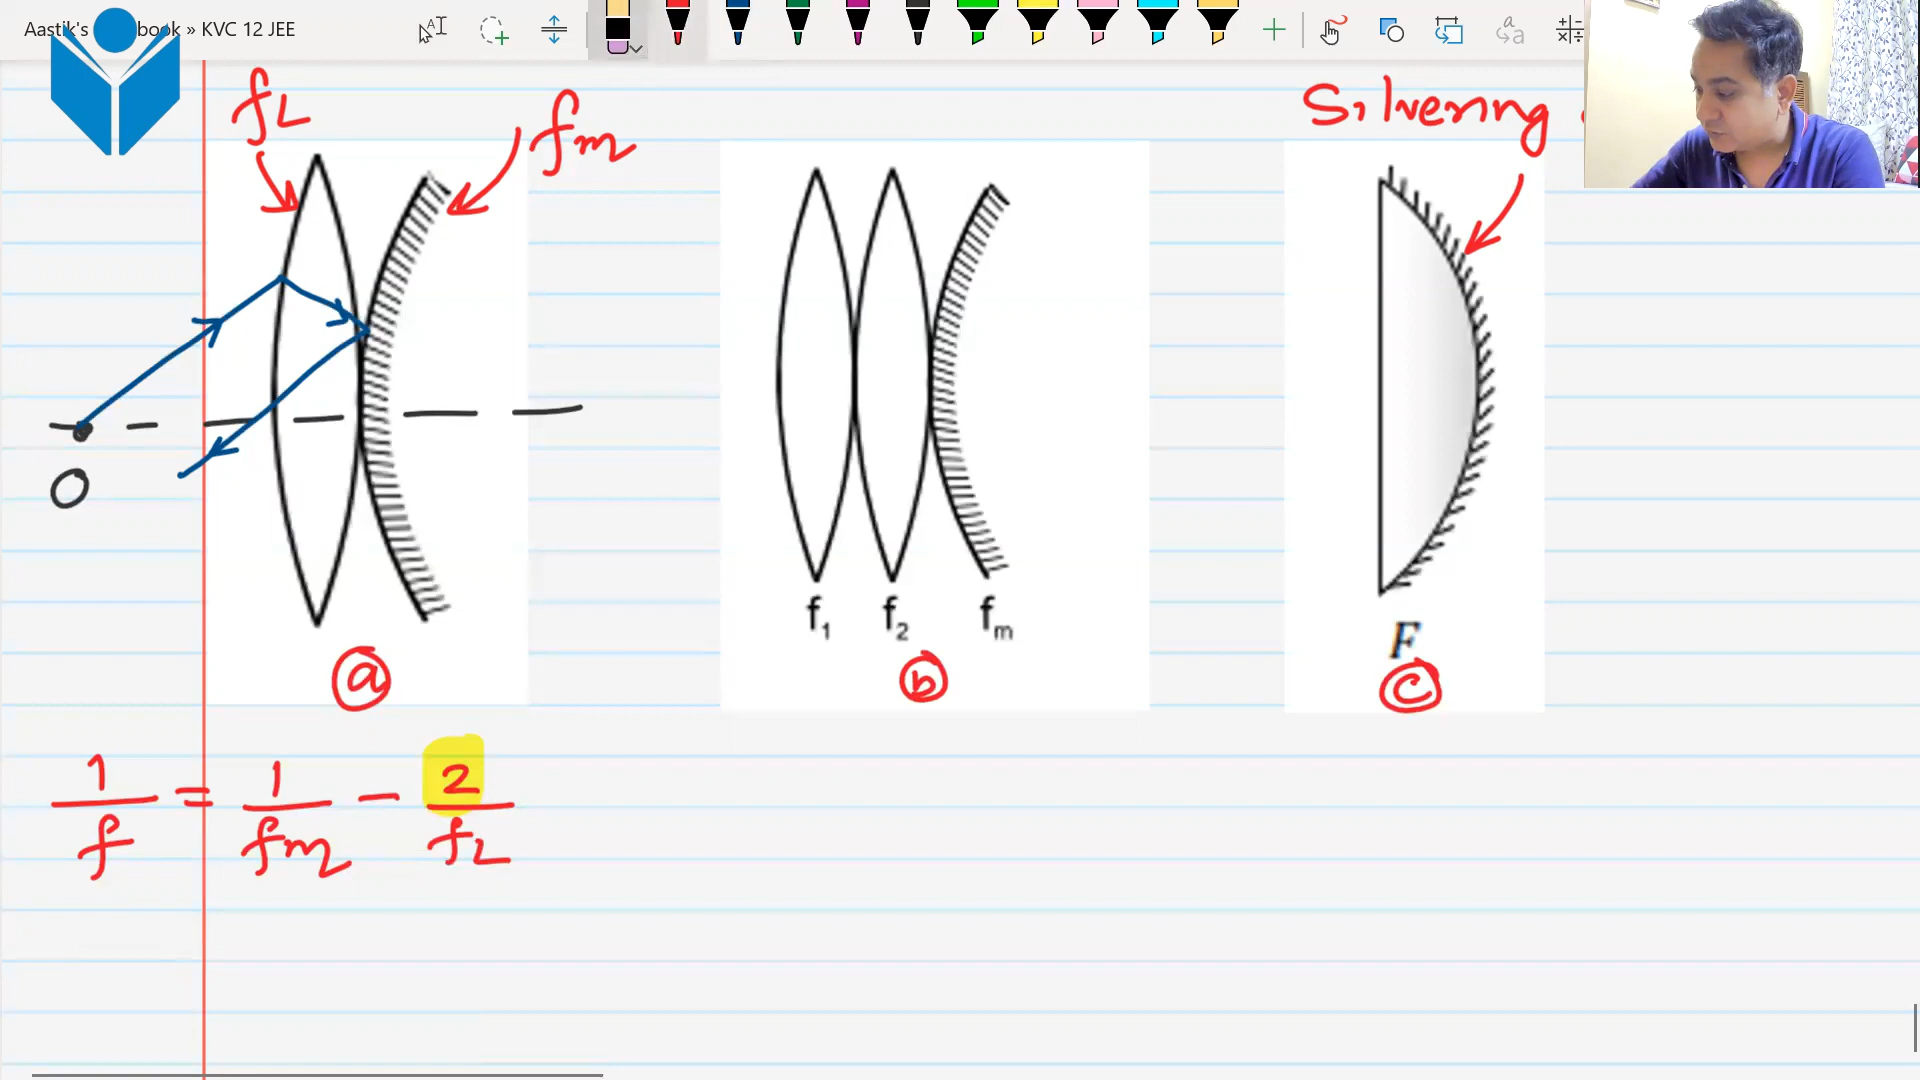 Aastik's book » KVC 12 JEE
fL
fm
Silvering
O
f1 f2 fm
F
a
b
c
1/f = 1/fm - 2/fL